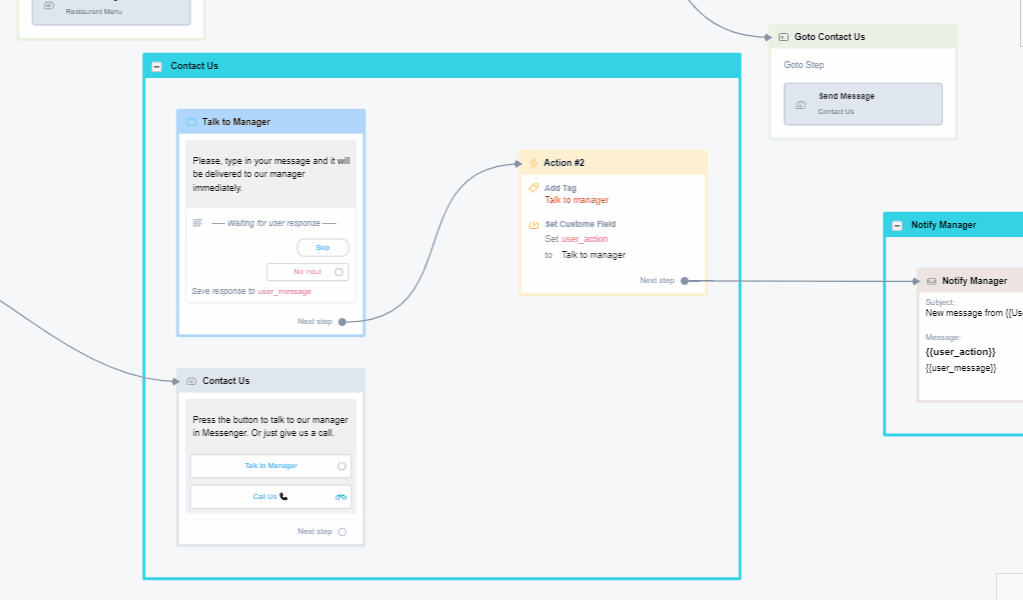 Restaurant Menu
Goto Contact Us
Goto Step
Send Message
Contact Us
Contact Us
Talk to Manager
Please, type in your message and it will
be delivered to our manager
immediately.
Waiting for user response
Skip
No input
Save response to user_message
Next step
Action #2
Add Tag
Talk to manager
Set Custome Field
Set user_action
to Talk to manager
Next step
Notify Manager
Notify Manager
Subject:
New message from {{Use
Message:
{{user_action}}
{{user_message}}
Contact Us
Press the button to talk to our manager
in Messenger. Or just give us a call.
Talk to Manager
Call Us
Next step